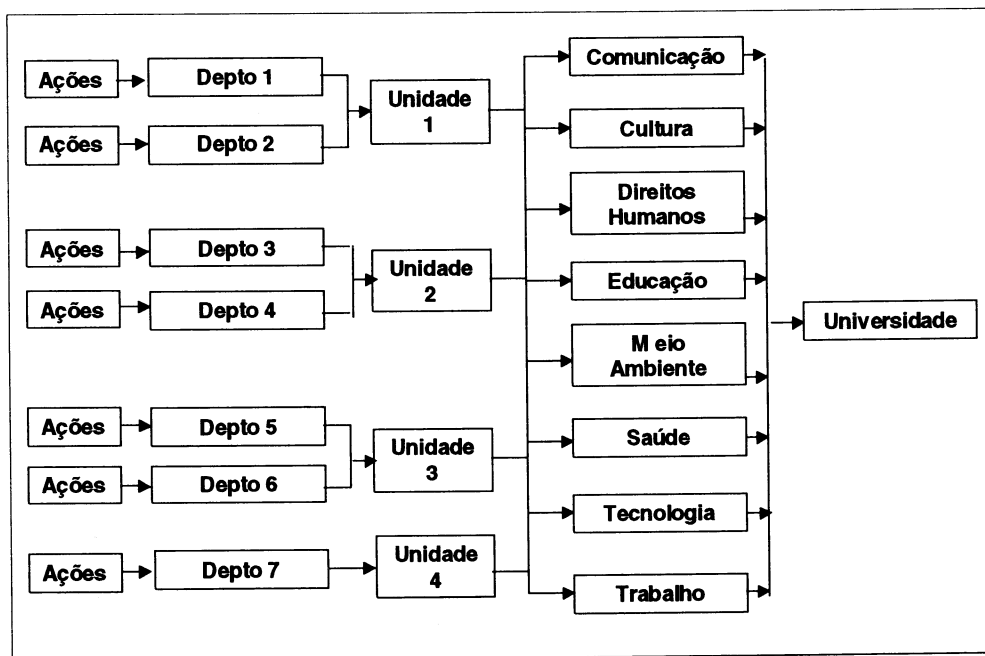 Ações
Depto 1
Ações
Depto 2
Unidade
1
Ações
Depto 3
Ações
Depto 4
Unidade
2
Ações
Depto 5
Ações
Depto 6
Unidade
3
Ações
Depto 7
Unidade
4
Comunicação
Cultura
Direitos
Humanos
Educação
M eio
Ambiente
Saúde
Tecnologia
Trabalho
Universidade